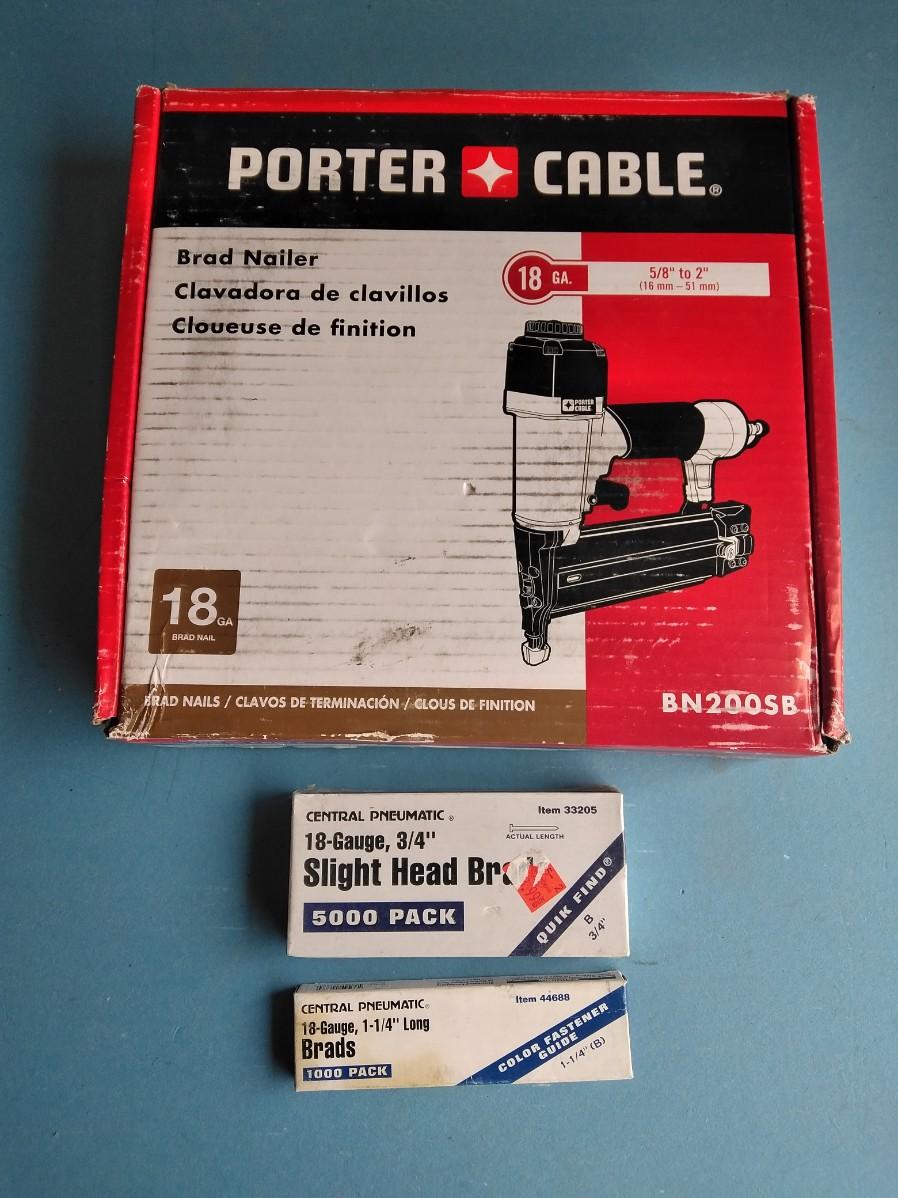 PORTER CABLE®
Brad Nailer
Clavadora de clavillos
Cloueuse de finition
18 GA.
5/8" to 2"
(16 mm – 51 mm)
PORTER
CABLE
18 GA
BRAD NAIL
BRAD NAILS / CLAVOS DE TERMINACIÓN / CLOUS DE FINITION
BN200SB
CENTRAL PNEUMATIC®
Item 33205
18-Gauge, 3/4"
ACTUAL LENGTH
Slight Head
5000 PACK
QUIK FIND®
B
3/4"
CENTRAL PNEUMATIC®
Item 44688
18-Gauge, 1-1/4" Long
Brads
1000 PACK
COLOR FASTENER
GUIDE
1-1/4" (B)